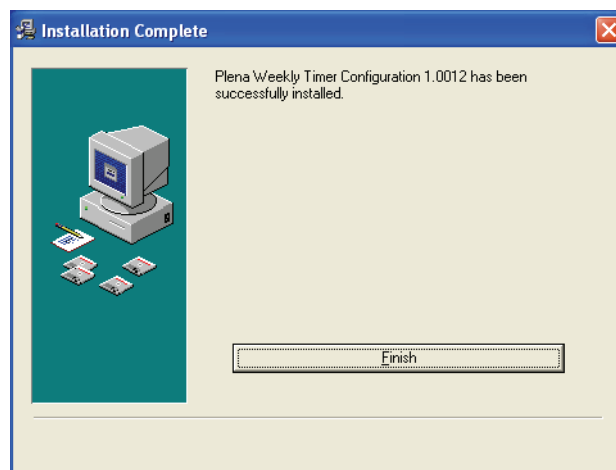 Installation Complete
Plena Weekly Timer Configuration 1.0012 has been
successfully installed.
Finish